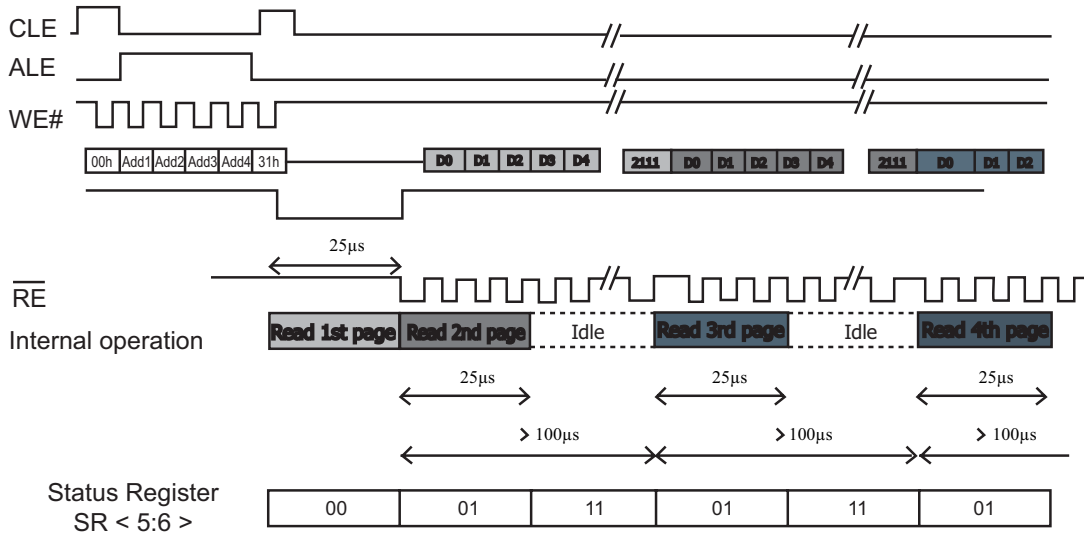 CLE
ALE
WE#
00h Add1 Add2 Add3 Add4 31h D0 D1 D2 D3 D4 2111 D0 D1 D2 D3 D4 2111 D0 D1 D2
25μs
RE
Internal operation Read 1st page Read 2nd page Idle Read 3rd page Idle Read 4th page
25μs 25μs 25μs
> 100μs > 100μs > 100μs
Status Register
SR < 5:6 >
00 01 11 01 11 01